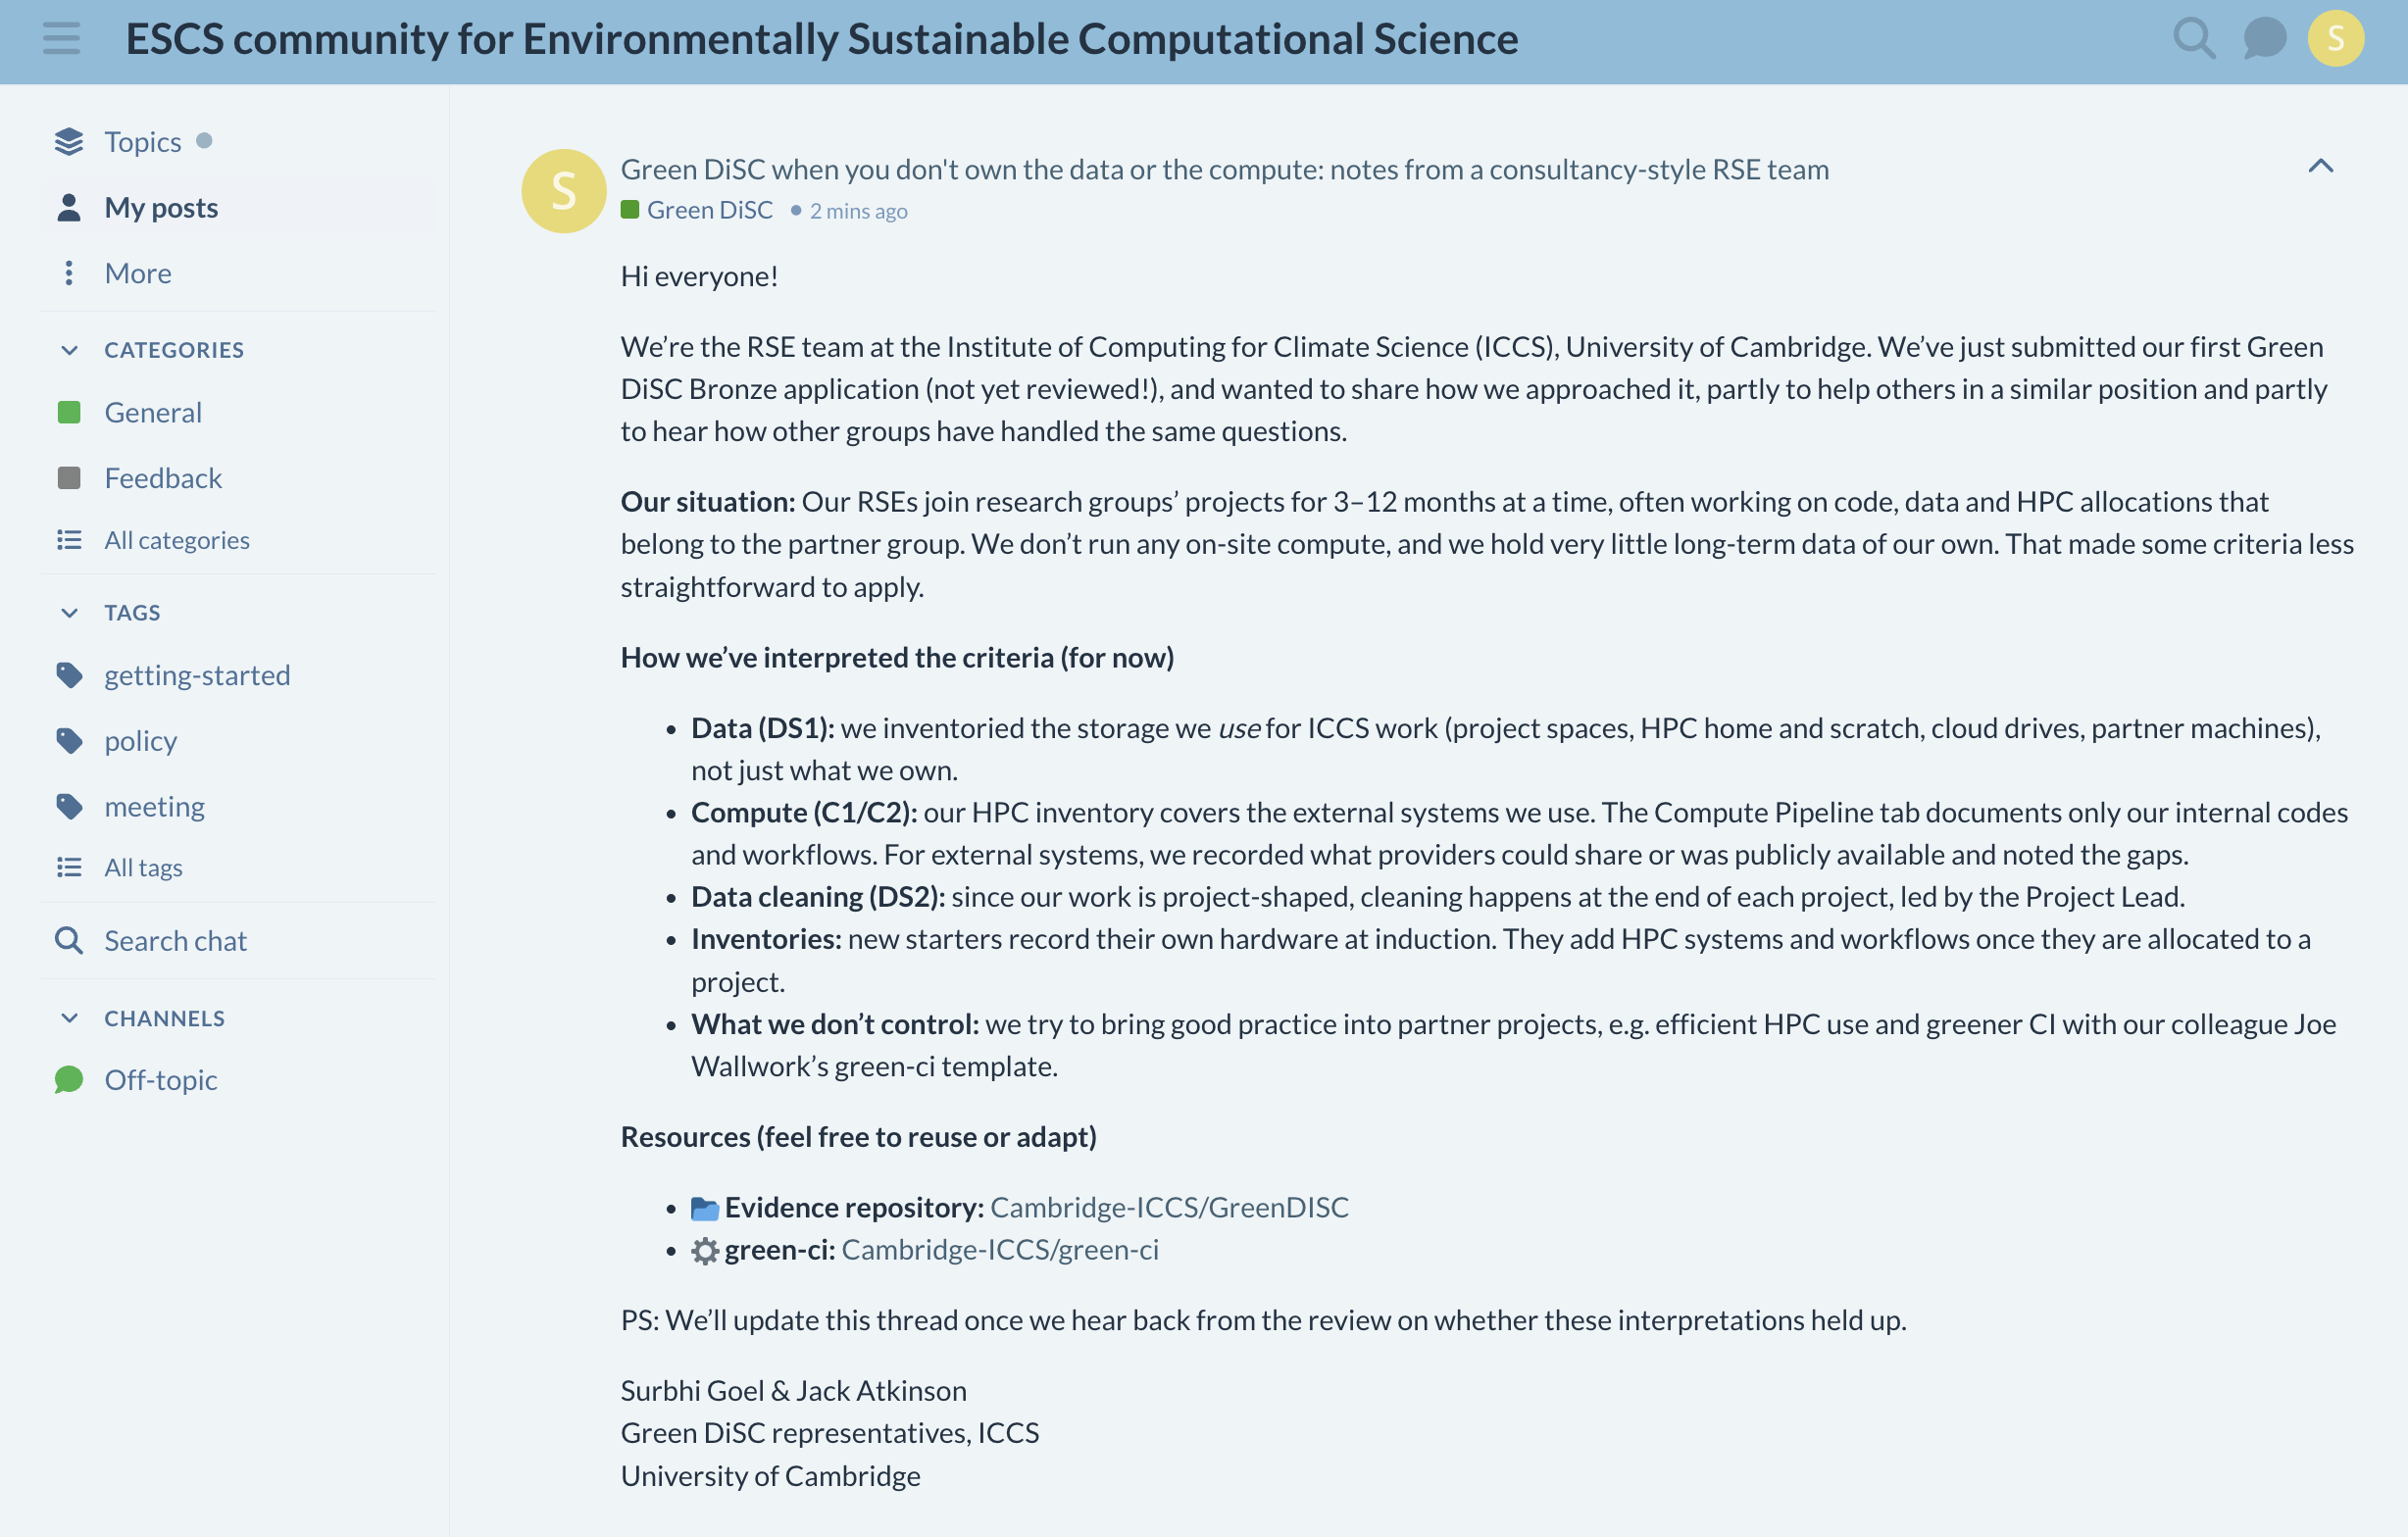 ESCS community for Environmentally Sustainable Computational Science
S
Topics
My posts
More
CATEGORIES
General
Feedback
All categories
TAGS
getting-started
policy
meeting
All tags
Search chat
CHANNELS
Off-topic
S
Green DiSC when you don't own the data or the compute: notes from a consultancy-style RSE team
Green DiSC • 2 mins ago
Hi everyone!
We’re the RSE team at the Institute of Computing for Climate Science (ICCS), University of Cambridge. We’ve just submitted our first Green
DiSC Bronze application (not yet reviewed!), and wanted to share how we approached it, partly to help others in a similar position and partly
to hear how other groups have handled the same questions.
Our situation: Our RSEs join research groups’ projects for 3–12 months at a time, often working on code, data and HPC allocations that
belong to the partner group. We don’t run any on-site compute, and we hold very little long-term data of our own. That made some criteria less
straightforward to apply.
How we’ve interpreted the criteria (for now)
• Data (DS1): we inventoried the storage we use for ICCS work (project spaces, HPC home and scratch, cloud drives, partner machines),
not just what we own.
• Compute (C1/C2): our HPC inventory covers the external systems we use. The Compute Pipeline tab documents only our internal codes
and workflows. For external systems, we recorded what providers could share or was publicly available and noted the gaps.
• Data cleaning (DS2): since our work is project-shaped, cleaning happens at the end of each project, led by the Project Lead.
• Inventories: new starters record their own hardware at induction. They add HPC systems and workflows once they are allocated to a
project.
• What we don’t control: we try to bring good practice into partner projects, e.g. efficient HPC use and greener CI with our colleague Joe
Wallwork’s green-ci template.
Resources (feel free to reuse or adapt)
• Evidence repository: Cambridge-ICCS/GreenDISC
• green-ci: Cambridge-ICCS/green-ci
PS: We’ll update this thread once we hear back from the review on whether these interpretations held up.
Surbhi Goel & Jack Atkinson
Green DiSC representatives, ICCS
University of Cambridge